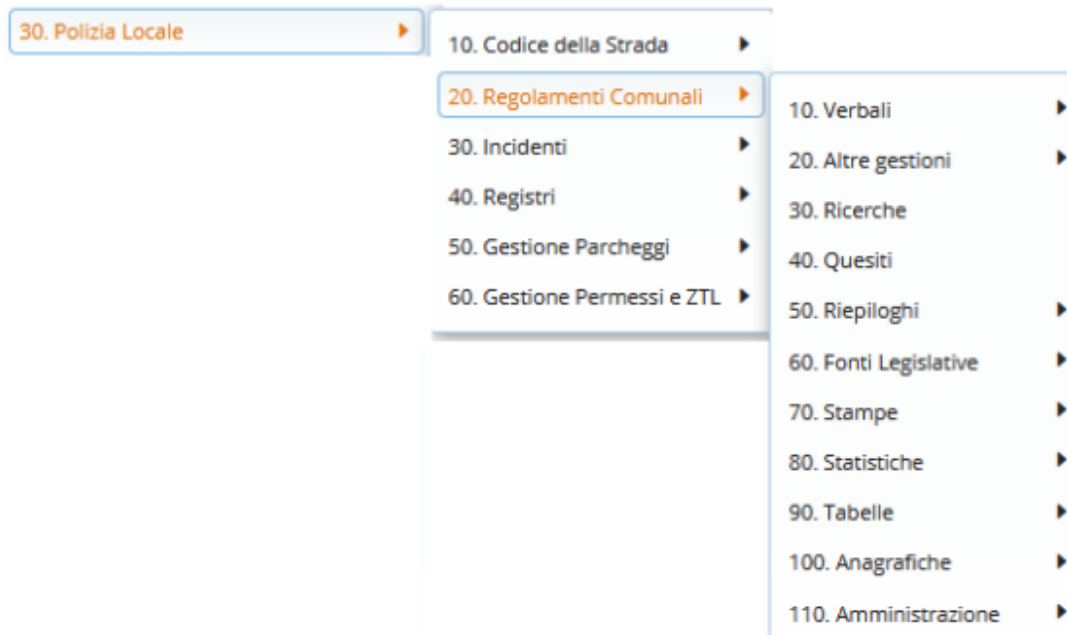 30. Polizia Locale
10. Codice della Strada
20. Regolamenti Comunali
30. Incidenti
40. Registri
50. Gestione Parcheggi
60. Gestione Permessi e ZTL
10. Verbali
20. Altre gestioni
30. Ricerche
40. Quesiti
50. Riepiloghi
60. Fonti Legislative
70. Stampe
80. Statistiche
90. Tabelle
100. Anagrafiche
110. Amministrazione